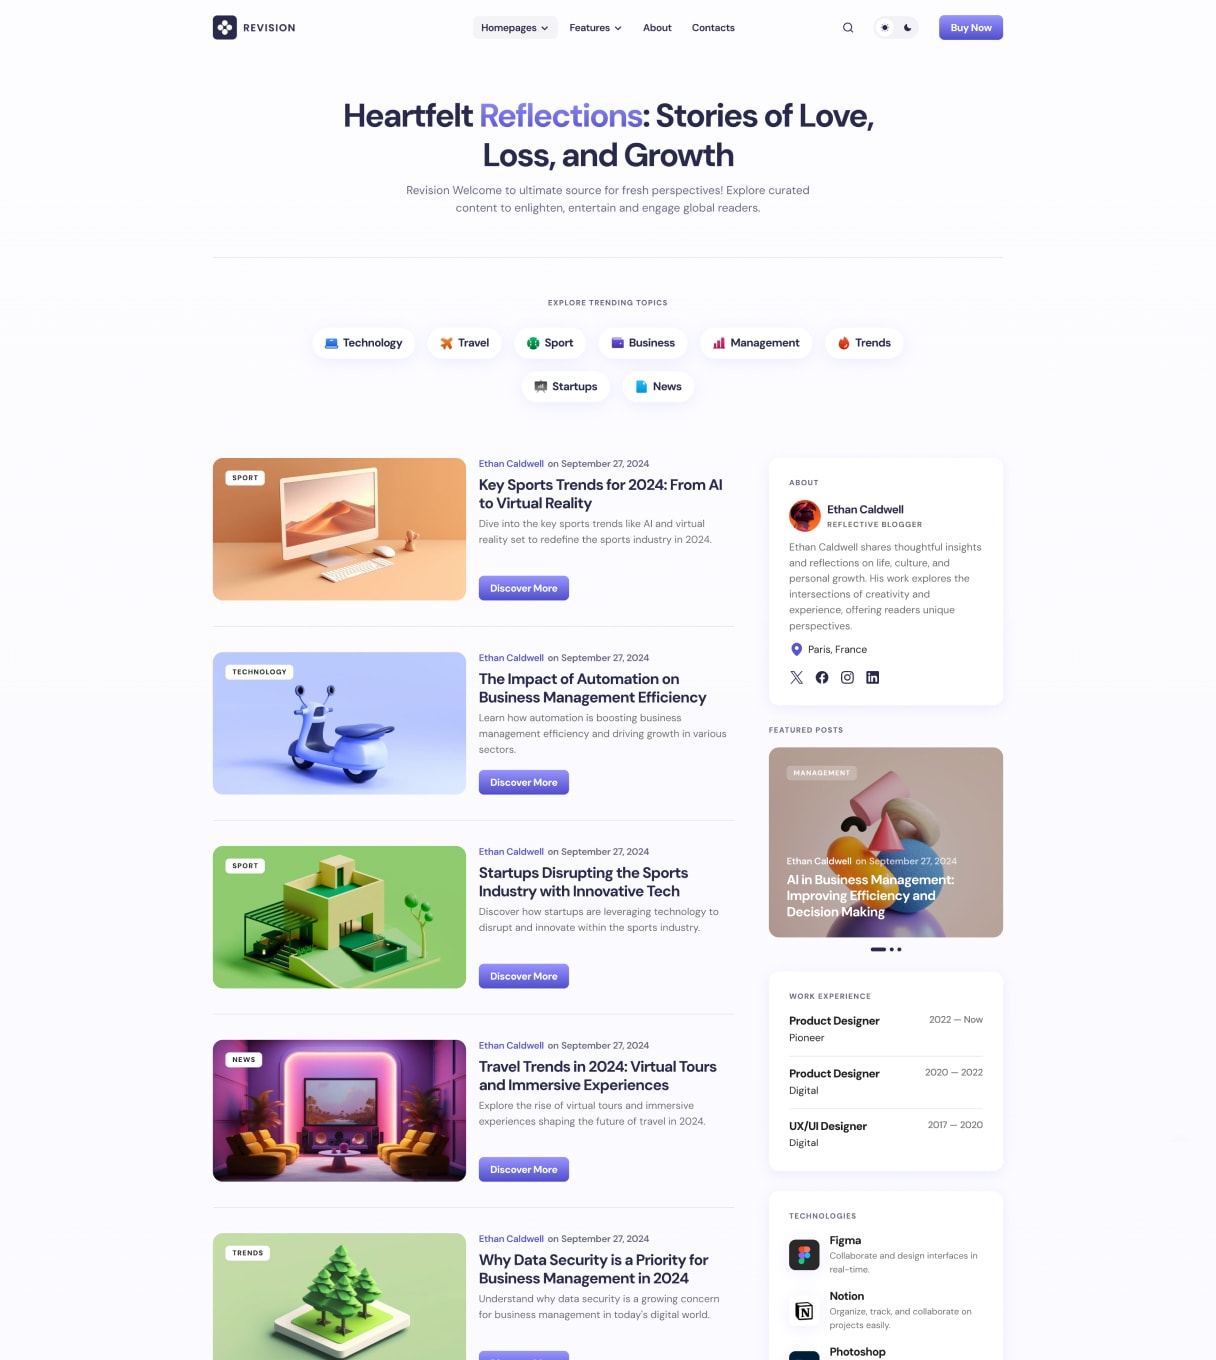 REVISION
Homepages
Features
About
Contacts
Buy Now
Heartfelt Reflections: Stories of Love,
Loss, and Growth
Revision Welcome to ultimate source for fresh perspectives! Explore curated
content to enlighten, entertain and engage global readers.
EXPLORE TRENDING TOPICS
Technology
Travel
Sport
Business
Management
Trends
Startups
News
SPORT
Ethan Caldwell on September 27, 2024
Key Sports Trends for 2024: From AI
to Virtual Reality
Dive into the key sports trends like AI and virtual
reality set to redefine the sports industry in 2024.
Discover More
TECHNOLOGY
Ethan Caldwell on September 27, 2024
The Impact of Automation on
Business Management Efficiency
Learn how automation is boosting business
management efficiency and driving growth in various
sectors.
Discover More
SPORT
Ethan Caldwell on September 27, 2024
Startups Disrupting the Sports
Industry with Innovative Tech
Discover how startups are leveraging technology to
disrupt and innovate within the sports industry.
Discover More
NEWS
Ethan Caldwell on September 27, 2024
Travel Trends in 2024: Virtual Tours
and Immersive Experiences
Explore the rise of virtual tours and immersive
experiences shaping the future of travel in 2024.
Discover More
TRENDS
Ethan Caldwell on September 27, 2024
Why Data Security is a Priority for
Business Management in 2024
Understand why data security is a growing concern
for business management in today's digital world.
ABOUT
Ethan Caldwell
REFLECTIVE BLOGGER
Ethan Caldwell shares thoughtful insights
and reflections on life, culture, and
personal growth. His work explores the
intersections of creativity and
experience, offering readers unique
perspectives.
Paris, France
FEATURED POSTS
MANAGEMENT
Ethan Caldwell on September 27, 2024
AI in Business Management:
Improving Efficiency and
Decision Making
WORK EXPERIENCE
Product Designer 2022 — Now
Pioneer
Product Designer 2020 — 2022
Digital
UX/UI Designer 2017 — 2020
Digital
TECHNOLOGIES
Figma
Collaborate and design interfaces in
real-time.
Notion
Organize, track, and collaborate on
projects easily.
Photoshop